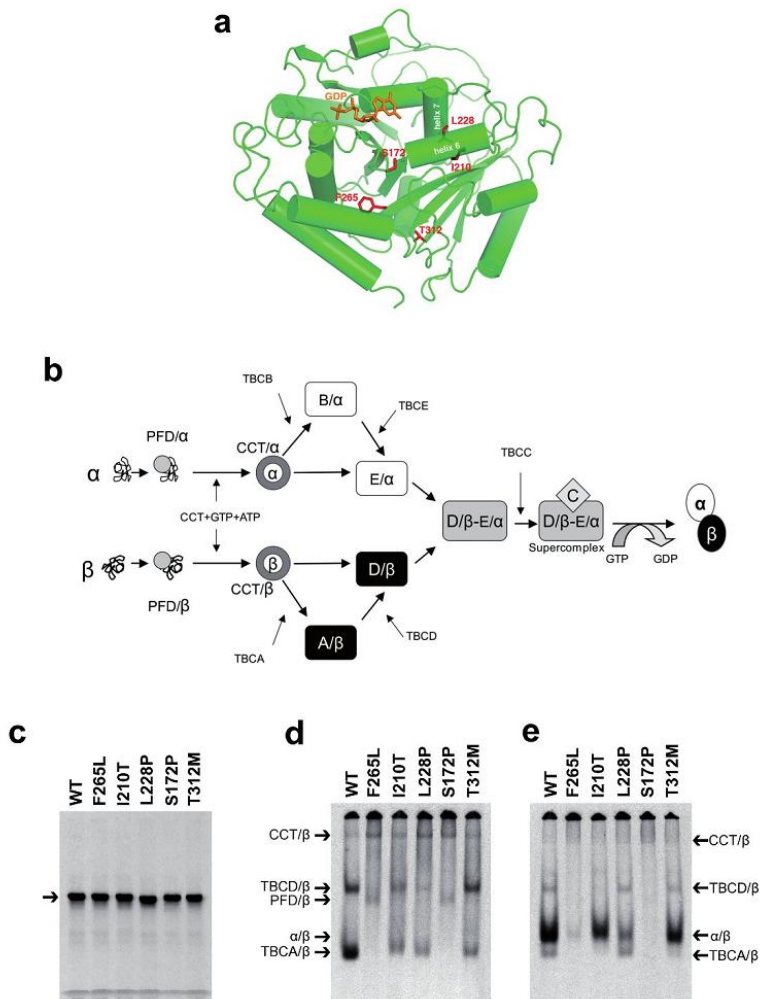 a
GDP
helix 7
L228
S172
helix 6
I210
F265
T312
b
TBCB
B/α
TBCE
PFD/α
CCT/α
TBCC
α
α
E/α
C
CCT+GTP+ATP
D/β-E/α
D/β-E/α
α
β
Supercomplex
GTP
GDP
β
β
D/β
PFD/β
CCT/β
TBCA
A/β
TBCD
c
WT
F265L
I210T
L228P
S172P
T312M
d
WT
F265L
I210T
L228P
S172P
T312M
CCT/β
TBCD/β
PFD/β
α/β
TBCA/β
e
WT
F265L
I210T
L228P
S172P
T312M
CCT/β
TBCD/β
α/β
TBCA/β